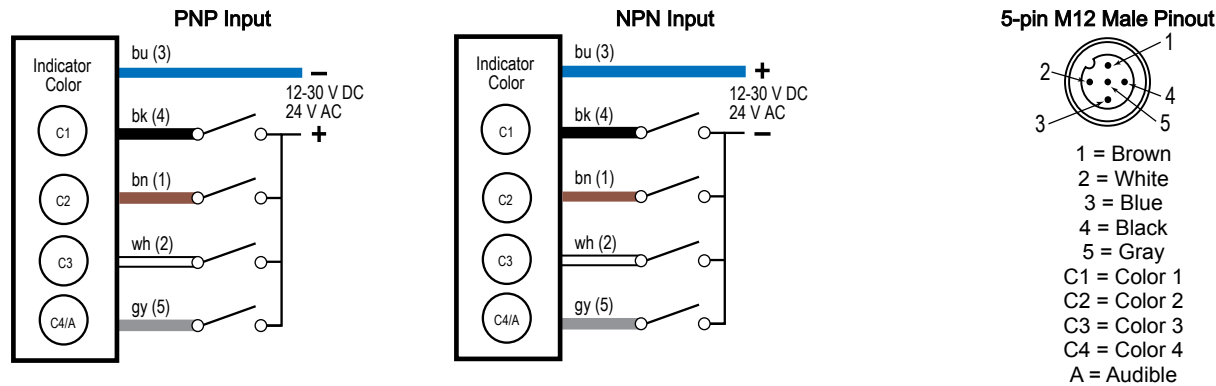 PNP Input
Indicator
Color
bu (3)
−
12-30 V DC
24 V AC
+
C1
bk (4)
C2
bn (1)
C3
wh (2)
C4/A
gy (5)
NPN Input
Indicator
Color
bu (3)
+
12-30 V DC
24 V AC
−
C1
bk (4)
C2
bn (1)
C3
wh (2)
C4/A
gy (5)
5-pin M12 Male Pinout
1
2
4
3
5
1 = Brown
2 = White
3 = Blue
4 = Black
5 = Gray
C1 = Color 1
C2 = Color 2
C3 = Color 3
C4 = Color 4
A = Audible